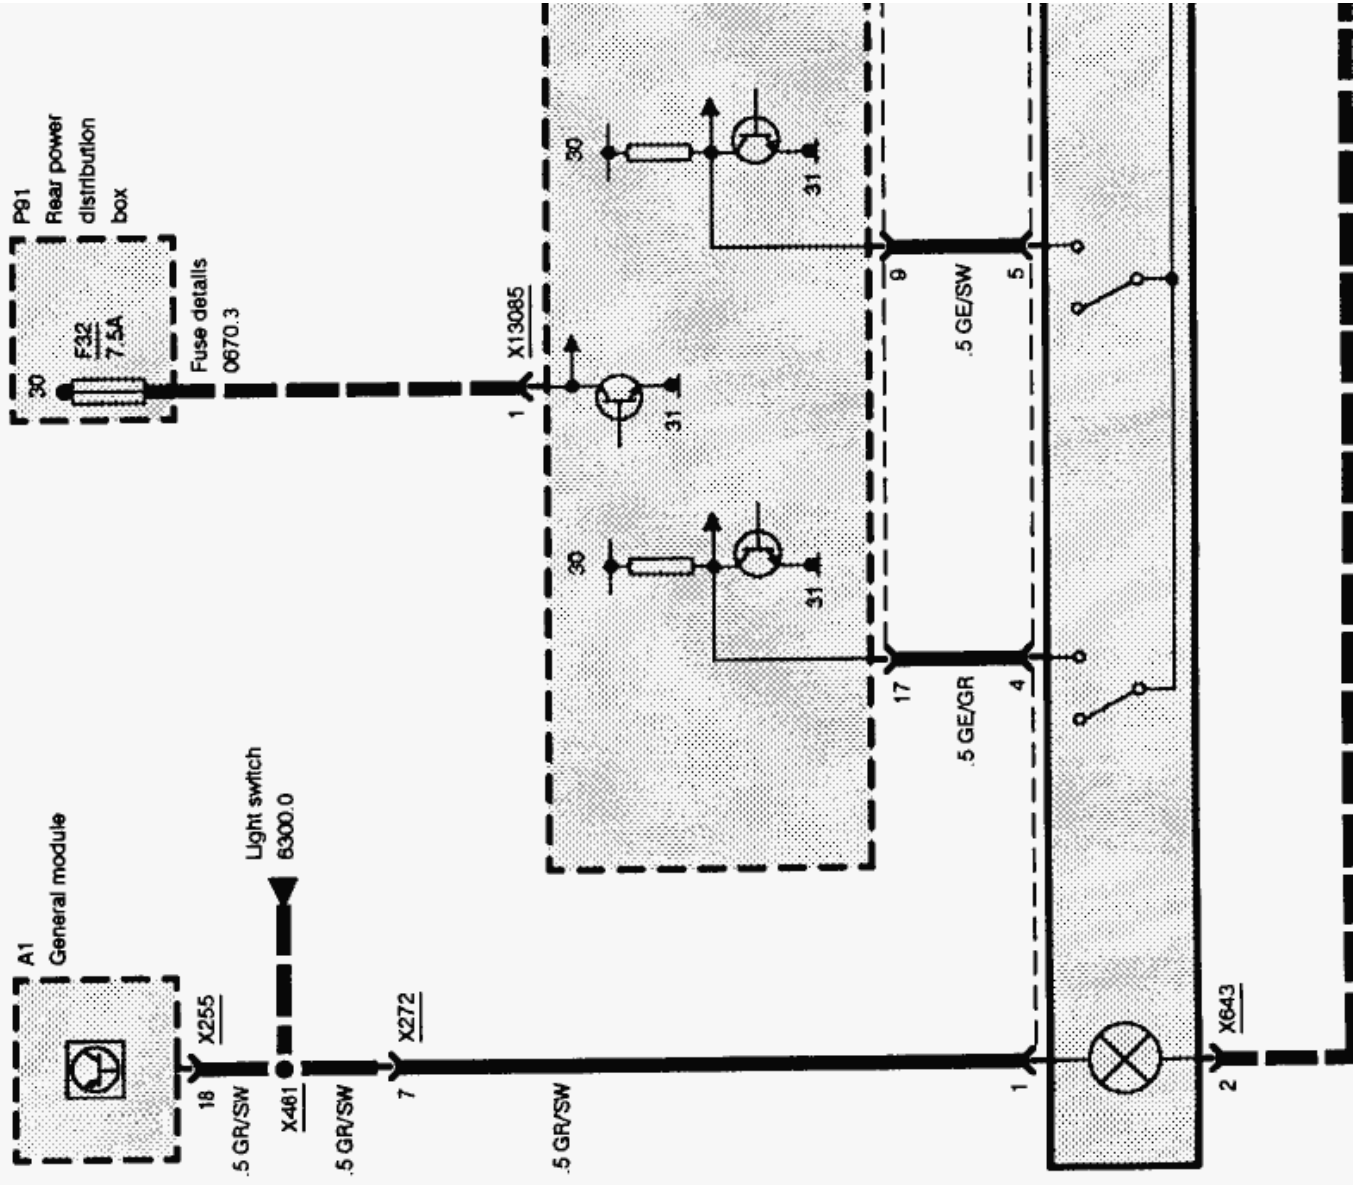 P91
Rear power
distribution
box
30
F32
7.5A
Fuse details
0670.3
X13085
1
30
31
9
.5 GE/SW
5
31
30
31
17
.5 GE/GR
4
A1
General module
Light switch
6300.0
X255
18
.5 GR/SW
X461
.5 GR/SW
X272
7
.5 GR/SW
1
X643
2